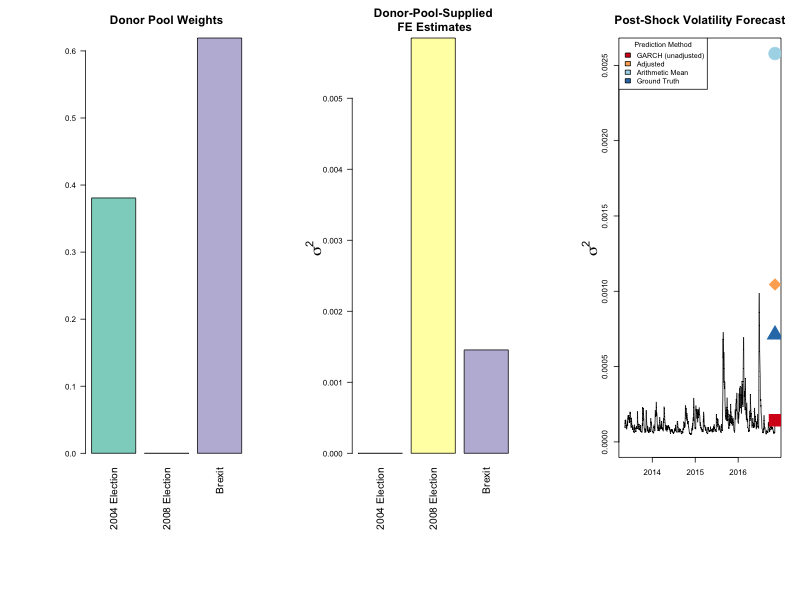 Donor Pool Weights
0.6
0.5
0.4
0.3
0.2
0.1
0.0
2004 Election
2008 Election
Brexit
Donor-Pool-Supplied
FE Estimates
σ²
0.005
0.004
0.003
0.002
0.001
0.000
2004 Election
2008 Election
Brexit
Post-Shock Volatility Forecast
Prediction Method
GARCH (unadjusted)
Adjusted
Arithmetic Mean
Ground Truth
σ²
0.0025
0.0020
0.0015
0.0010
0.0005
0.0000
2014
2015
2016